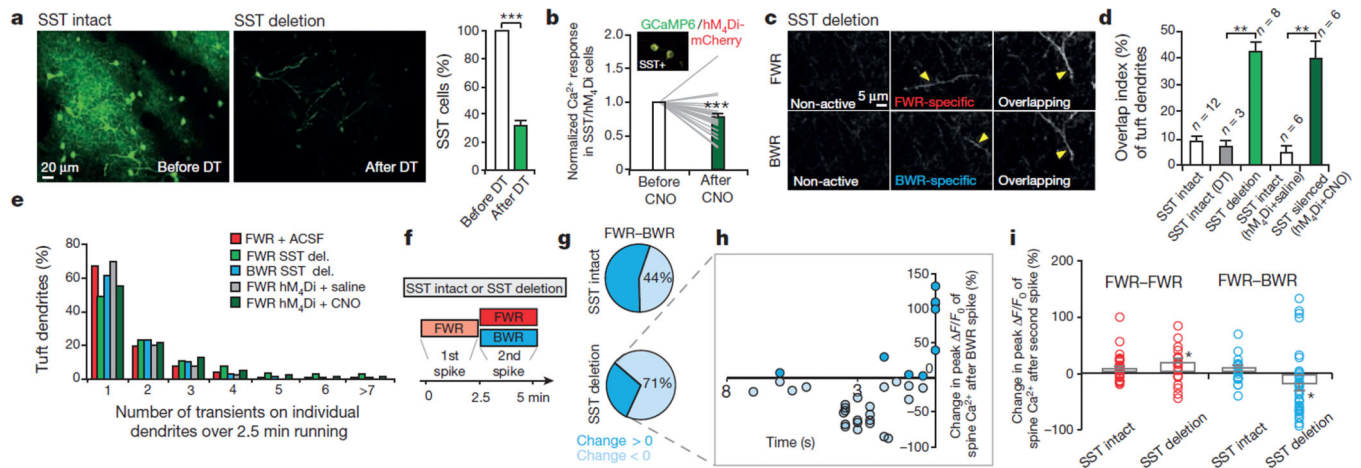 a
SST intact
SST deletion
20 μm
Before DT
After DT
SST cells (%)
100
80
60
40
20
0
***
Before DT
After DT
b
GCaMP6/hM4Di-
mCherry
SST+
Normalized Ca2+ response
in SST/hM4Di cells
2.0
1.5
1.0
0.5
0
***
Before
CNO
After
CNO
c
SST deletion
FWR
Non-active
5 μm
FWR-specific
Overlapping
BWR
Non-active
BWR-specific
Overlapping
d
Overlap index (%)
of tuft dendrites
60
40
20
0
n = 12
n = 3
n = 8
n = 6
n = 6
**
**
SST intact
SST intact (DT)
SST deletion
SST intact
(hM4Di+saline)
SST silenced
(hM4Di+CNO)
e
Tuft dendrites (%)
80
60
40
20
0
FWR + ACSF
FWR SST del.
BWR SST del.
FWR hM4Di + saline
FWR hM4Di + CNO
1
2
3
4
5
6
>7
Number of transients on individual
dendrites over 2.5 min running
f
SST intact or SST deletion
FWR
FWR
BWR
1st
spike
2nd
spike
0
2.5
5 min
g
FWR–BWR
SST intact
44%
SST deletion
71%
Change > 0
Change < 0
h
150
100
50
0
−50
−100
8
3
Time (s)
Change in peak ΔF/F0 of
spine Ca2+ after BWR spike (%)
i
Change in peak ΔF/F0 of
spine Ca2+ after second spike (%)
200
100
0
−100
FWR–FWR
FWR–BWR
*
*
SST intact
SST deletion
SST intact
SST deletion